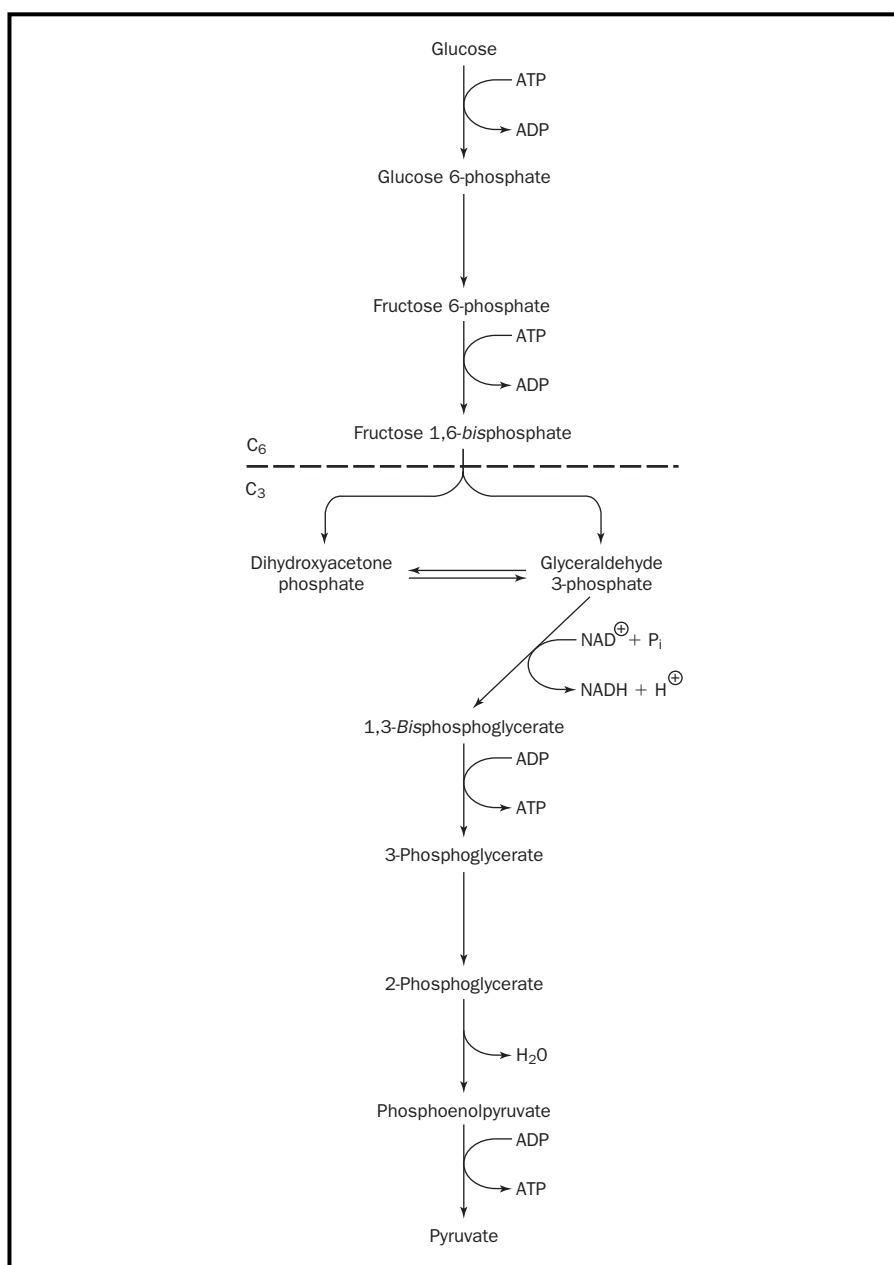 Glucose
ATP
ADP
Glucose 6-phosphate
Fructose 6-phosphate
ATP
ADP
Fructose 1,6-bisphosphate
C₆
C₃
Dihydroxyacetone
phosphate
Glyceraldehyde
3-phosphate
NAD⊕ + Pᵢ
NADH + H⊕
1,3-Bisphosphoglycerate
ADP
ATP
3-Phosphoglycerate
2-Phosphoglycerate
H₂O
Phosphoenolpyruvate
ADP
ATP
Pyruvate